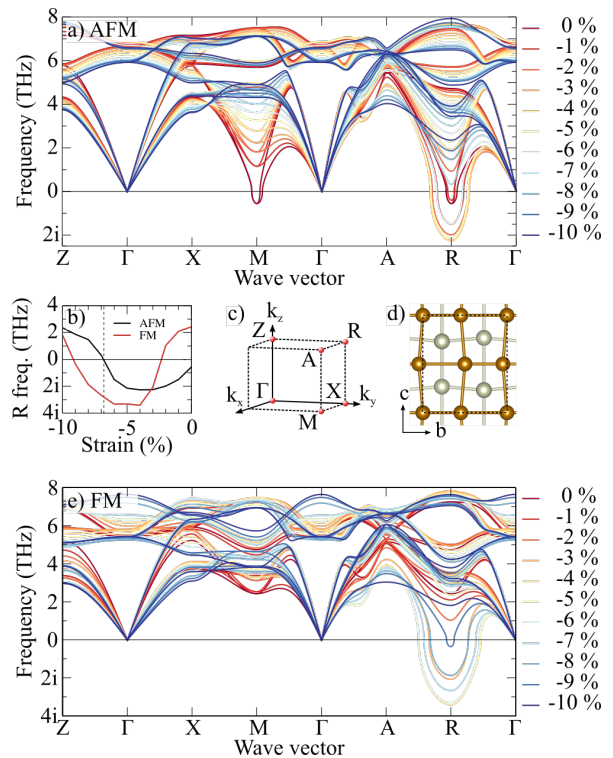 8
a) AFM
6
4
2
0
2i
Frequency (THz)
Z Γ X M Γ A R Γ
Wave vector
0 %
-1 %
-2 %
-3 %
-4 %
-5 %
-6 %
-7 %
-8 %
-9 %
-10 %
b)
AFM
FM
4
2
0
2i
4i
R freq. (THz)
-10 -5 0
Strain (%)
c)
k_z
Z
R
A
Γ
X
k_x
k_y
M
d)
c
b
e) FM
8
6
4
2
0
2i
4i
Frequency (THz)
Z Γ X M Γ A R Γ
Wave vector
0 %
-1 %
-2 %
-3 %
-4 %
-5 %
-6 %
-7 %
-8 %
-9 %
-10 %